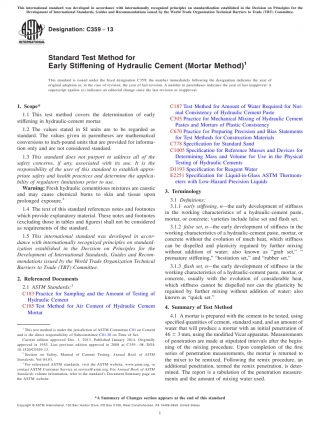 This international standard was developed in accordance with internationally recognized principles on standardization established in the Decision on Principles for the
Development of International Standards, Guides and Recommendations issued by the World Trade Organization Technical Barriers to Trade (TBT) Committee.
Designation: C359 − 13
INTERNATIONAL
Standard Test Method for
Early Stiffening of Hydraulic Cement (Mortar Method)1
This standard is issued under the fixed designation C359; the number immediately following the designation indicates the year of
original adoption or, in the case of revision, the year of last revision. A number in parentheses indicates the year of last reapproval. A
superscript epsilon (ε) indicates an editorial change since the last revision or reapproval.
1. Scope*
1.1 This test method covers the determination of early
stiffening in hydraulic-cement mortar.
1.2 The values stated in SI units are to be regarded as
standard. The values given in parentheses are mathematical
conversions to inch-pound units that are provided for informa-
tion only and are not considered standard.
1.3 This standard does not purport to address all of the
safety concerns, if any, associated with its use. It is the
responsibility of the user of this standard to establish appro-
priate safety and health practices and determine the applica-
bility of regulatory limitations prior to use.
Warning: Fresh hydraulic cementitious mixtures are caustic
and may cause chemical burns to skin and tissue upon
prolonged exposure.2
1.4 The text of this standard references notes and footnotes
which provide explanatory material. These notes and footnotes
(excluding those in tables and figures) shall not be considered
as requirements of the standard.
1.5 This international standard was developed in accor-
dance with internationally recognized principles on standard-
ization established in the Decision on Principles for the
Development of International Standards, Guides and Recom-
mendations issued by the World Trade Organization Technical
Barriers to Trade (TBT) Committee.
2. Referenced Documents
2.1 ASTM Standards:3
C183 Practice for Sampling and the Amount of Testing of
Hydraulic Cement
C185 Test Method for Air Content of Hydraulic Cement
Mortar
1 This test method is under the jurisdiction of ASTM Committee C01 on Cement
and is the direct responsibility of Subcommittee C01.30 on Time of Set.
Current edition approved Dec. 1, 2013. Published January 2014. Originally
approved in 1955. Last previous edition approved in 2008 as C359 – 08. DOI:
10.1520/C0359-13.
2 Section on Safety, Manual of Cement Testing, Annual Book of ASTM
Standards, Vol 04.01.
3 For referenced ASTM standards, visit the ASTM website, www.astm.org, or
contact ASTM Customer Service at service@astm.org. For Annual Book of ASTM
Standards volume information, refer to the standard's Document Summary page on
the ASTM website.
C187 Test Method for Amount of Water Required for Nor-
mal Consistency of Hydraulic Cement Paste
C305 Practice for Mechanical Mixing of Hydraulic Cement
Pastes and Mortars of Plastic Consistency
C670 Practice for Preparing Precision and Bias Statements
for Test Methods for Construction Materials
C778 Specification for Standard Sand
C1005 Specification for Reference Masses and Devices for
Determining Mass and Volume for Use in the Physical
Testing of Hydraulic Cements
D1193 Specification for Reagent Water
E2251 Specification for Liquid-in-Glass ASTM Thermom-
eters with Low-Hazard Precision Liquids
3. Terminology
3.1 Definitions:
3.1.1 early stiffening, n—the early development of stiffness
in the working characteristics of a hydraulic-cement paste,
mortar, or concrete; varieties include false set and flash set.
3.1.2 false set, n—the early development of stiffness in the
working characteristics of a hydraulic-cement paste, mortar, or
concrete without the evolution of much heat, which stiffness
can be dispelled and plasticity regained by further mixing
without addition of water; also known as "grab set," "
premature stiffening," "hesitation set," and "rubber set."
3.1.3 flash set, n—the early development of stiffness in the
working characteristics of a hydraulic-cement paste, mortar, or
concrete, usually with the evolution of considerable heat,
which stiffness cannot be dispelled nor can the plasticity be
regained by further mixing without addition of water; also
known as "quick set."
4. Summary of Test Method
4.1 A mortar is prepared with the cement to be tested, using
specified quantities of cement, standard sand, and an amount of
water that will produce a mortar with an initial penetration of
46 ± 3 mm, using the modified Vicat apparatus. Measurements
of penetration are made at stipulated intervals after the begin-
ning of the mixing procedure. Upon completion of the first
series of penetration measurements, the mortar is returned to
the mixer to be remixed. Following the remix procedure, an
additional penetration, termed the remix penetration, is deter-
mined. The report is a tabulation of the penetration measure-
ments and the amount of mixing water used.
*A Summary of Changes section appears at the end of this standard
Copyright © ASTM International, 100 Barr Harbor Drive, PO Box C700, West Conshohocken, PA 19428-2959. United States
1